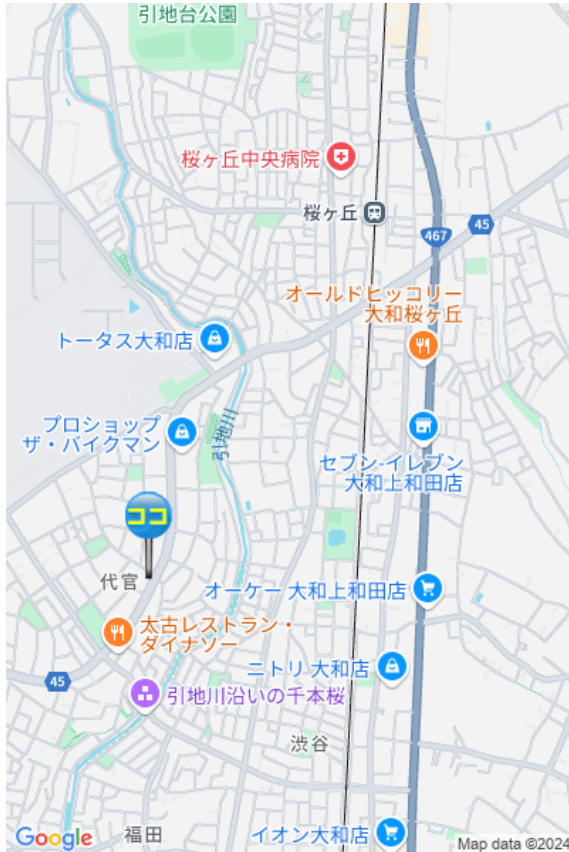 引地台公園
桜ヶ丘中央病院
桜ヶ丘
45
467
オールドヒッコリー
大和桜ヶ丘
トータス大和店
プロショップ
ザ・バイクマン
引地川
セブン-イレブン
大和上和田店
ココ
代官
オーケー 大和上和田店
太古レストラン・
ダイナソー
ニトリ 大和店
45
引地川沿いの千本桜
渋谷
福田
イオン大和店
Google
Map data ©2024